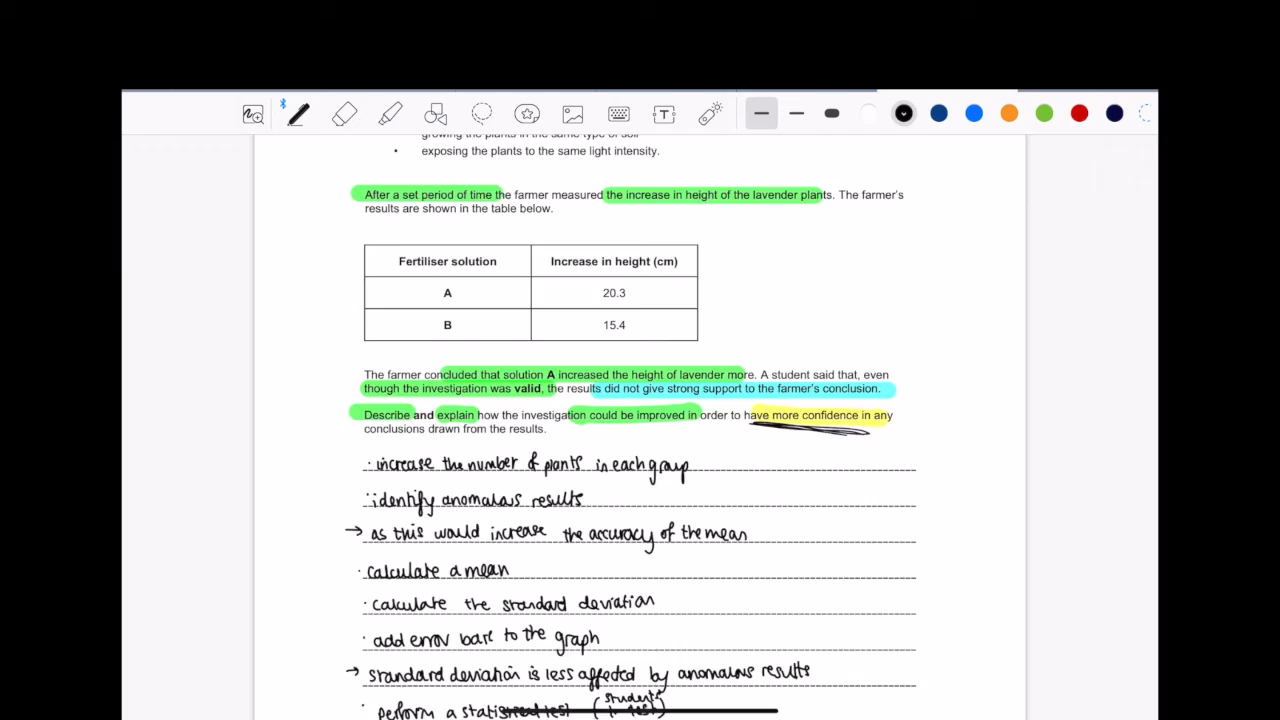 growing the plants in the same type of soil
• exposing the plants to the same light intensity.
After a set period of time the farmer measured the increase in height of the lavender plants. The farmer's
results are shown in the table below.
Fertiliser solution Increase in height (cm)
A 20.3
B 15.4
The farmer concluded that solution A increased the height of lavender more. A student said that, even
though the investigation was valid, the results did not give strong support to the farmer's conclusion.
Describe and explain how the investigation could be improved in order to have more confidence in any
conclusions drawn from the results.
· increase the number of plants in each group
· identify anomalous results
→ as this would increase the accuracy of the mean
· calculate a mean
· calculate the standard deviation
· add error bars to the graph
→ standard deviation is less affected by anomalous results
· perform a (student's